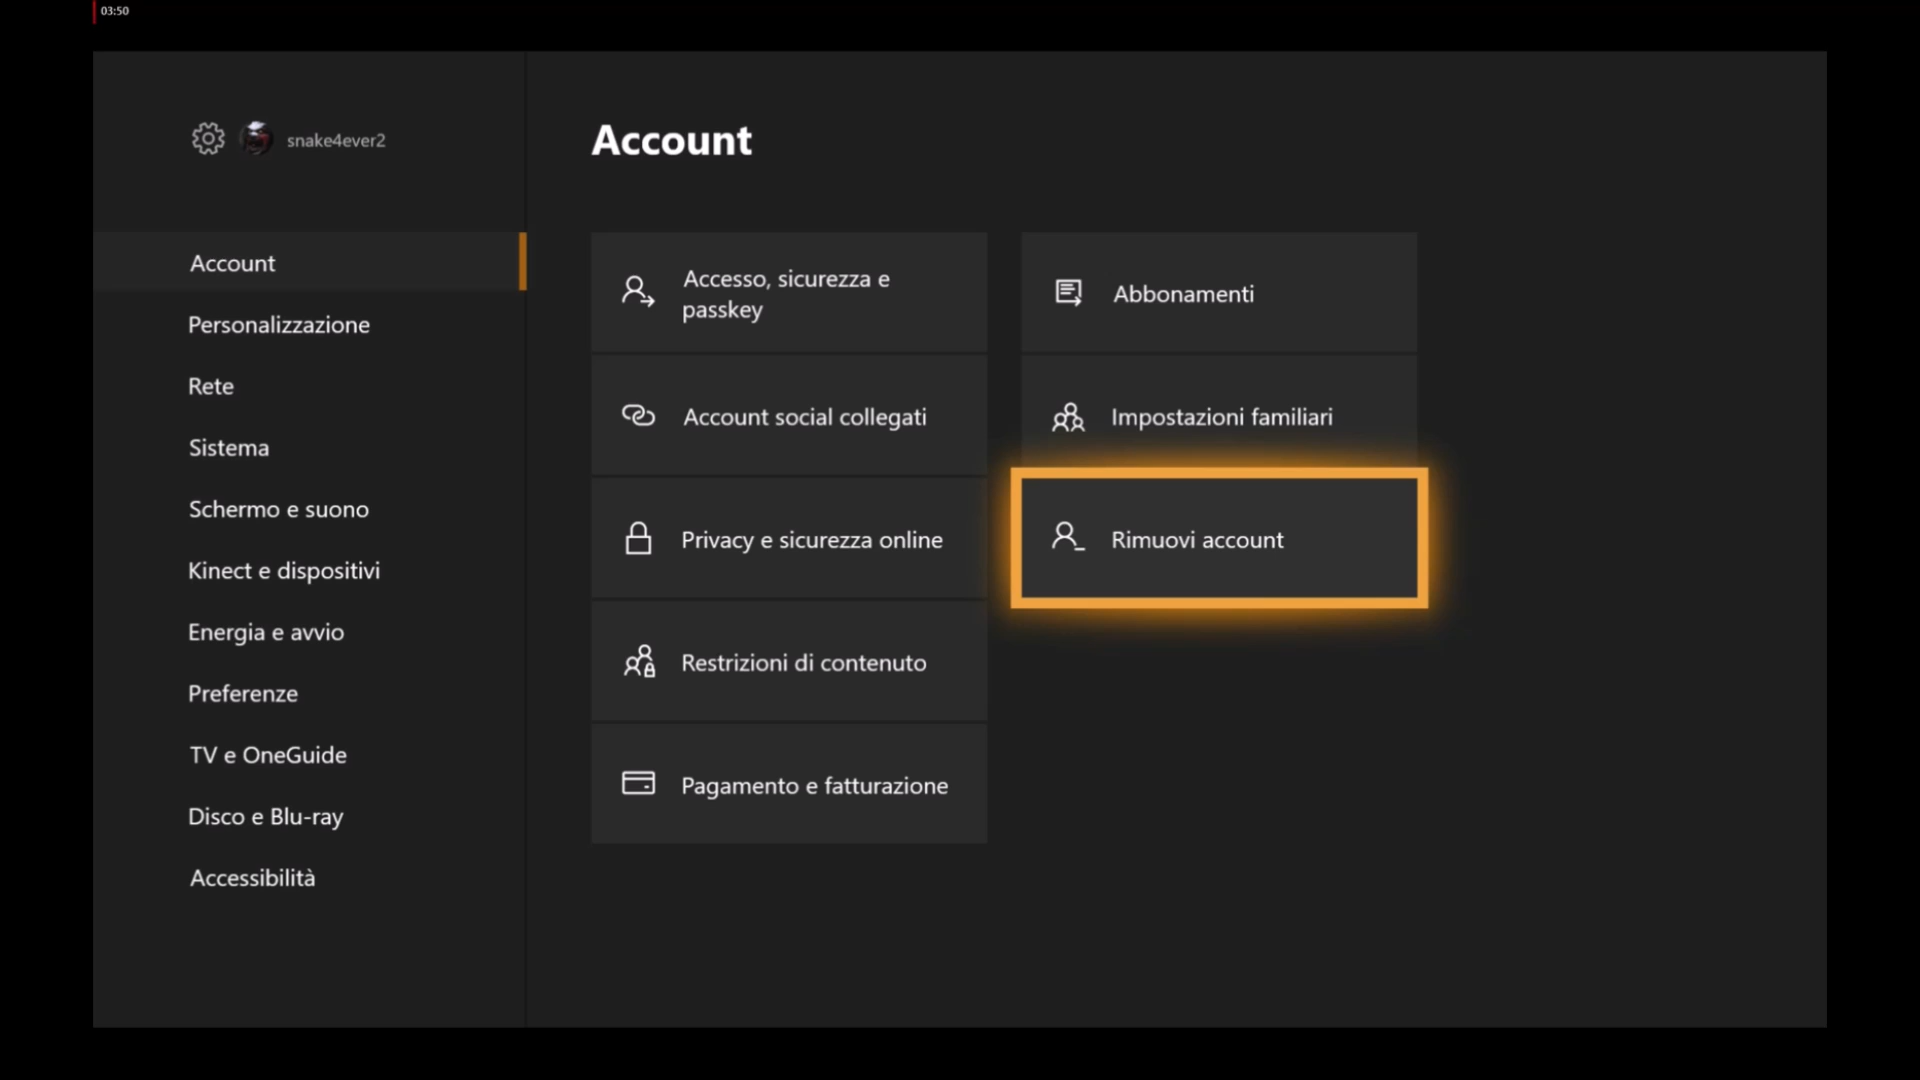 03:50
snake4ever2
Account
Personalizzazione
Rete
Sistema
Schermo e suono
Kinect e dispositivi
Energia e avvio
Preferenze
TV e OneGuide
Disco e Blu-ray
Accessibilità
Account
Accesso, sicurezza e
passkey
Account social collegati
Privacy e sicurezza online
Restrizioni di contenuto
Pagamento e fatturazione
Abbonamenti
Impostazioni familiari
Rimuovi account